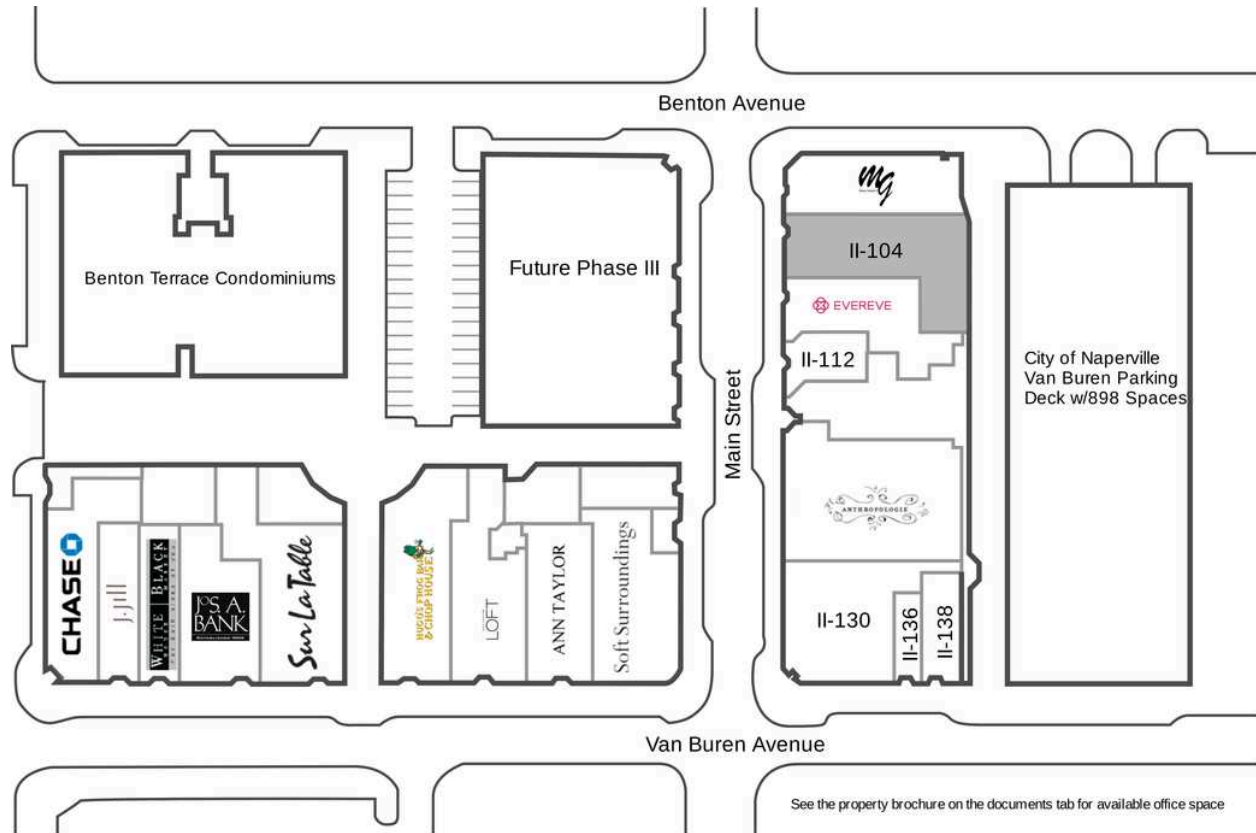 Benton Avenue
MG
II-104
Benton Terrace Condominiums
Future Phase III
EVEREVE
II-112
City of Naperville
Van Buren Parking
Deck w/898 Spaces
Main Street
ANTHROPOLOGIE
CHASE
J.Jill
WHITE BLACK
JoS. A.
BANK
Sur La Table
HUGO'S FROG BAR
& CHOP HOUSE
LOFT
ANN TAYLOR
Soft Surroundings
II-130
II-136
II-138
Van Buren Avenue
See the property brochure on the documents tab for available office space